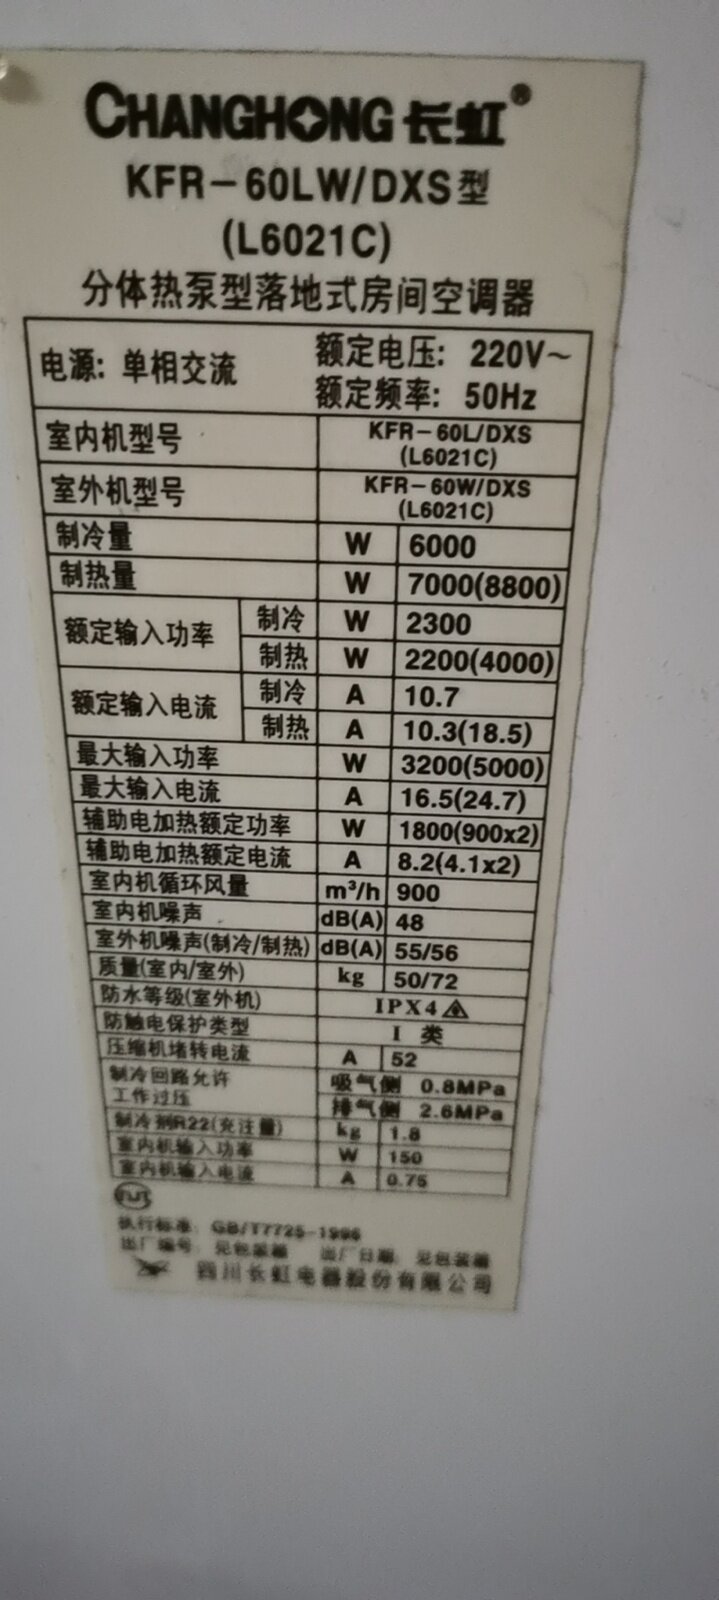 CHANGHONG 长虹®
KFR-60LW/DXS型
(L6021C)
分体热泵型落地式房间空调器
电源: 单相交流 额定电压: 220V~
额定频率: 50Hz
室内机型号 KFR-60L/DXS
(L6021C)
室外机型号 KFR-60W/DXS
(L6021C)
制冷量 W 6000
制热量 W 7000(8800)
额定输入功率 制冷 W 2300
制热 W 2200(4000)
额定输入电流 制冷 A 10.7
制热 A 10.3(18.5)
最大输入功率 W 3200(5000)
最大输入电流 A 16.5(24.7)
辅助电加热额定功率 W 1800(900x2)
辅助电加热额定电流 A 8.2(4.1x2)
室内机循环风量 m³/h 900
室内机噪声 dB(A) 48
室外机噪声(制冷/制热) dB(A) 55/56
质量(室内/室外) kg 50/72
防水等级(室外机) IPX4
防触电保护类型 I 类
压缩机堵转电流 A 52
制冷回路允许 吸气侧 0.8MPa
工作过压 排气侧 2.6MPa
制冷剂R22(充注量) kg 1.8
室内机输入功率 W 150
室内机输入电流 A 0.75
执行标准: GB/T7725-1996
出厂编号: 见包装箱 出厂日期: 见包装箱
四川长虹电器股份有限公司